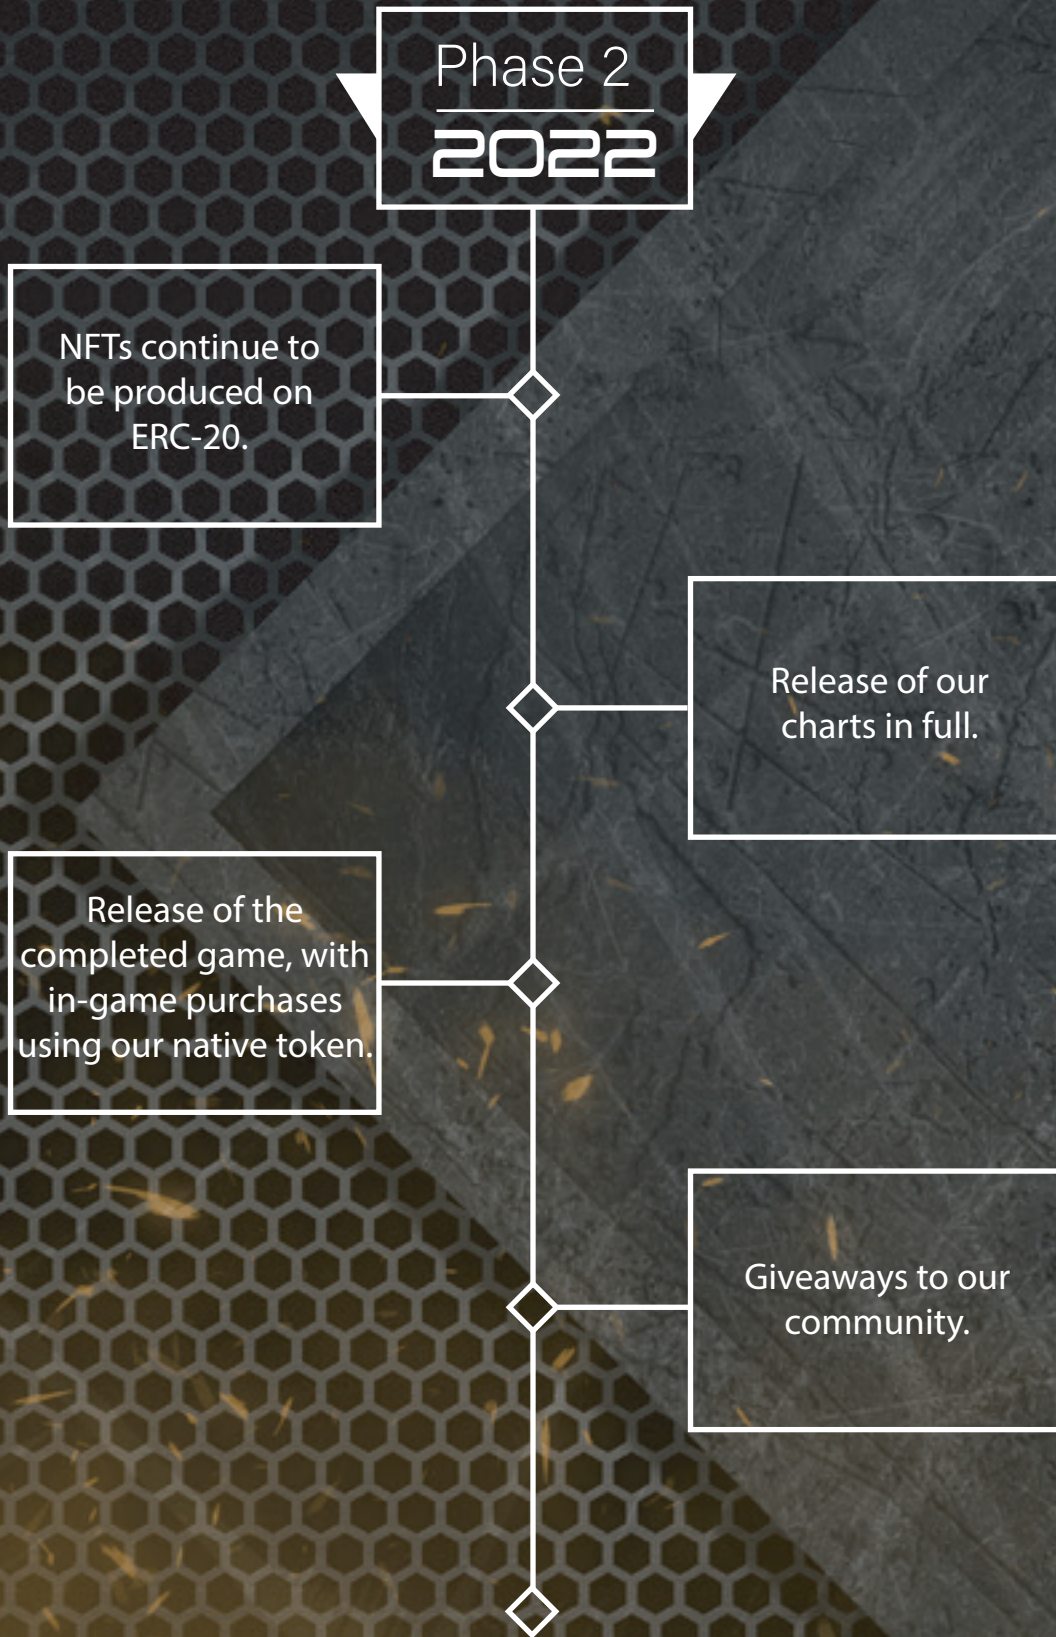 Phase 2
2022
NFTs continue to
be produced on
ERC-20.
Release of our
charts in full.
Release of the
completed game, with
in-game purchases
using our native token.
Giveaways to our
community.